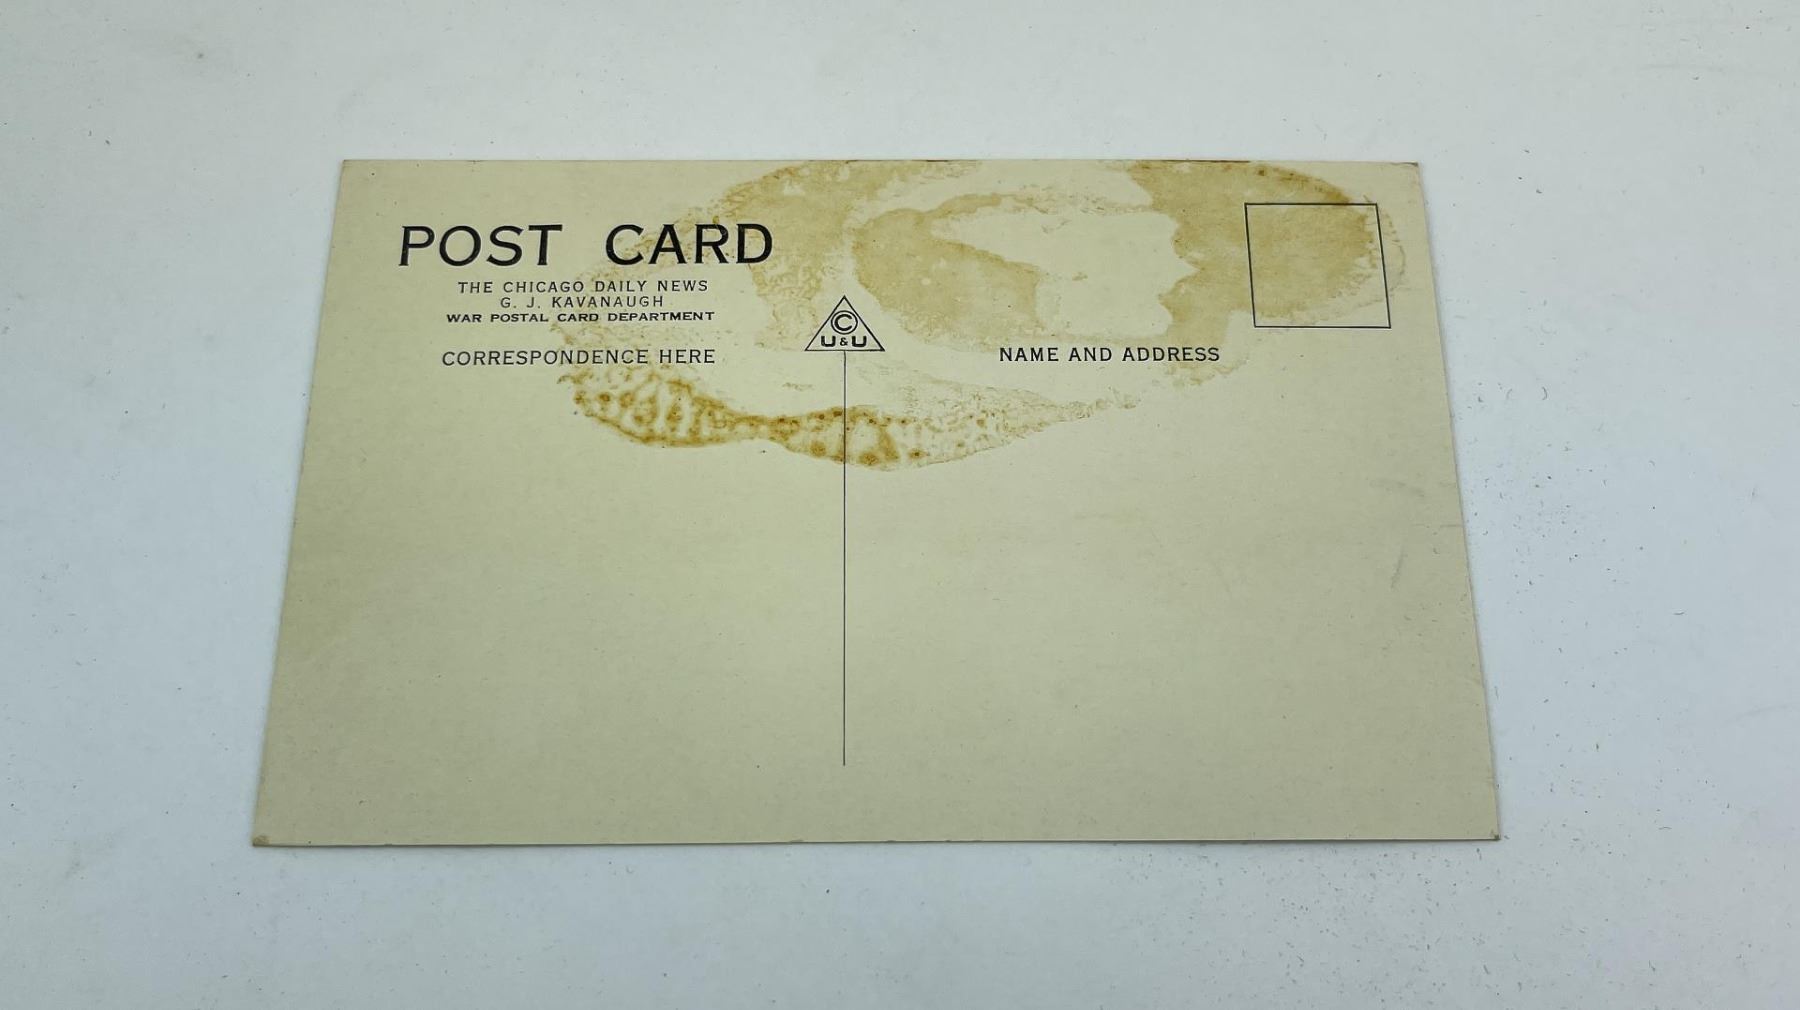 POST CARD
THE CHICAGO DAILY NEWS
G. J. KAVANAUGH
WAR POSTAL CARD DEPARTMENT
CORRESPONDENCE HERE
©
U&U
NAME AND ADDRESS